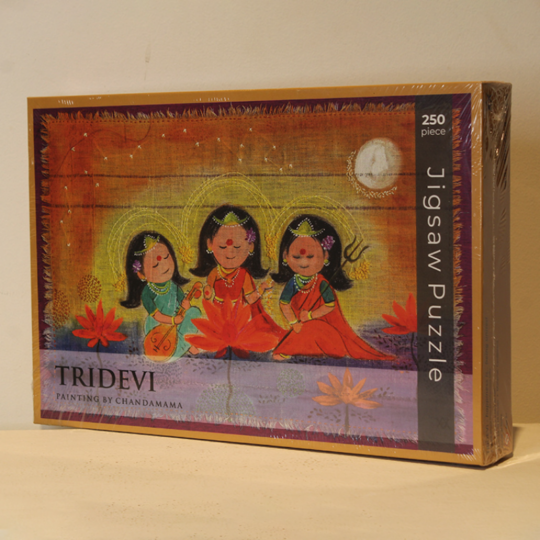 250
piece
Jigsaw Puzzle
TRIDEVI
PAINTING BY CHANDAMAMA